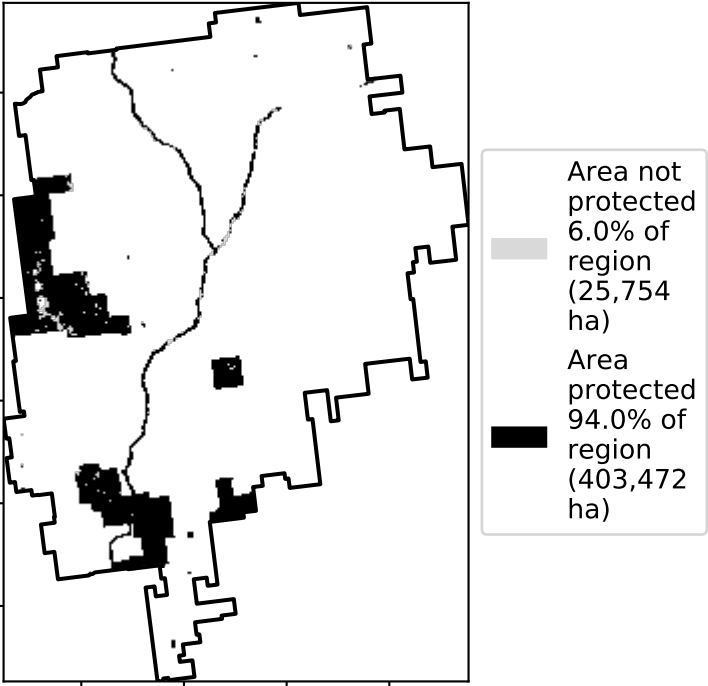 Area not
protected
6.0% of
region
(25,754
ha)
Area
protected
94.0% of
region
(403,472
ha)